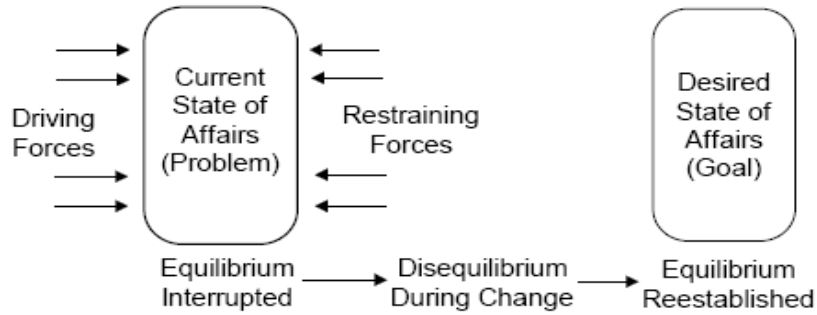 Driving
Forces
Current
State of
Affairs
(Problem)
Restraining
Forces
Desired
State of
Affairs
(Goal)
Equilibrium
Interrupted
Disequilibrium
During Change
Equilibrium
Reestablished